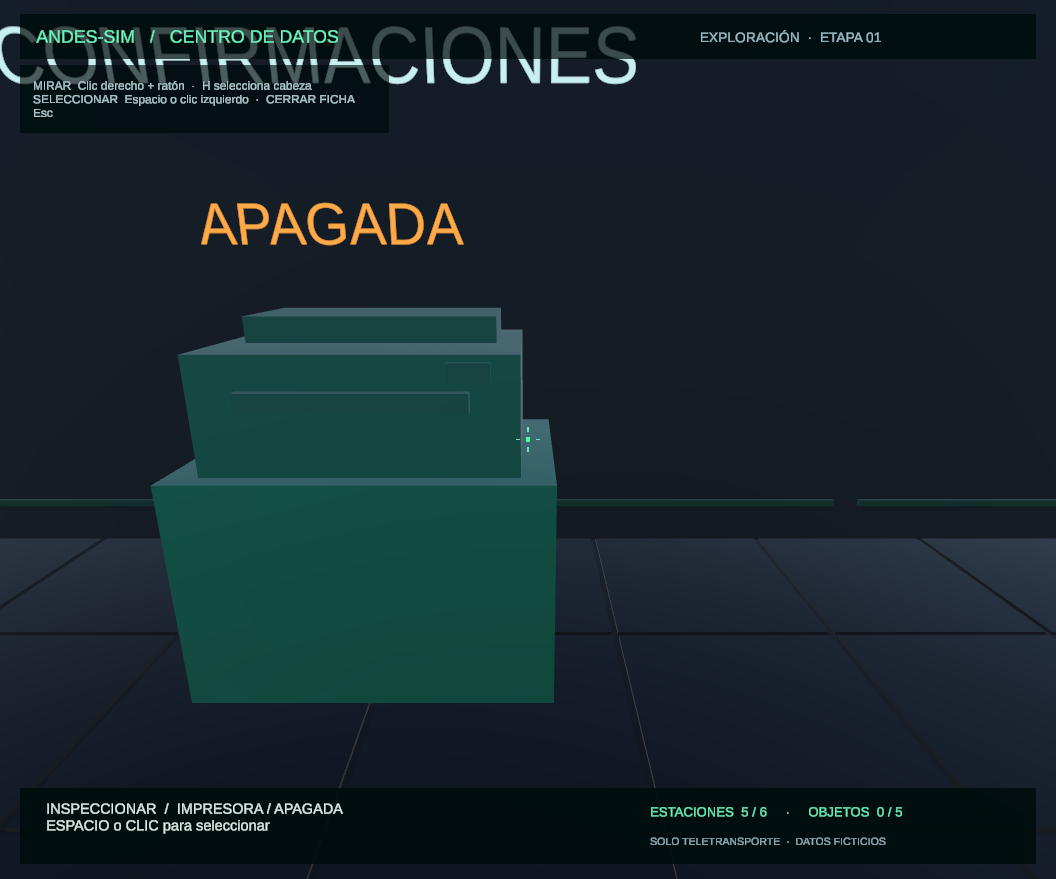 CONFIRMACIONES
ANDES-SIM / CENTRO DE DATOS
EXPLORACIÓN · ETAPA 01
MIRAR Clic derecho + ratón · H selecciona cabeza
SELECCIONAR Espacio o clic izquierdo · CERRAR FICHA
Esc
APAGADA
INSPECCIONAR / IMPRESORA / APAGADA
ESPACIO o CLIC para seleccionar
ESTACIONES 5 / 6 · OBJETOS 0 / 5
SOLO TELETRANSPORTE · DATOS FICTICIOS